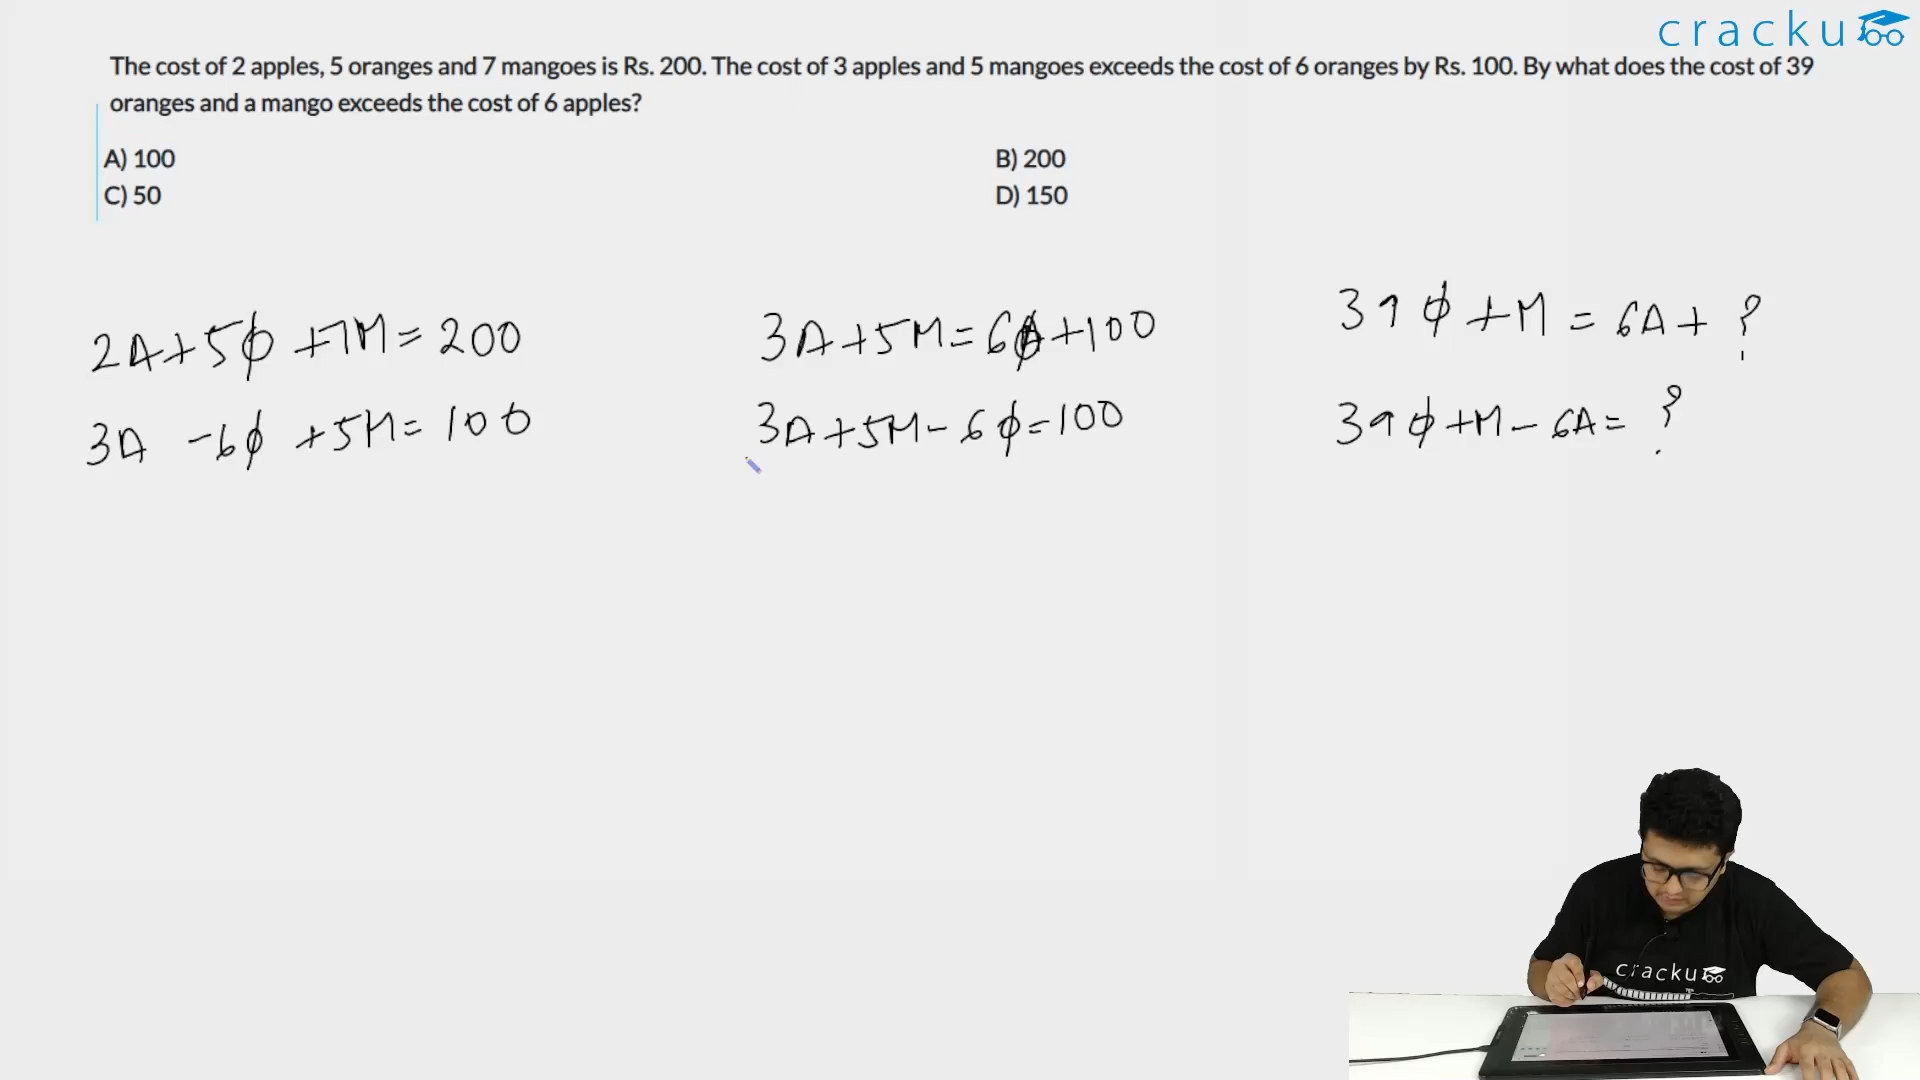 cracku
The cost of 2 apples, 5 oranges and 7 mangoes is Rs. 200. The cost of 3 apples and 5 mangoes exceeds the cost of 6 oranges by Rs. 100. By what does the cost of 39
oranges and a mango exceeds the cost of 6 apples?
A) 100
B) 200
C) 50
D) 150
2A+5O+7M=200
3A+5M=6O+100
39O+M=6A+?
3A-6O+5M=100
3A+5M-6O=100
39O+M-6A=?
cracku